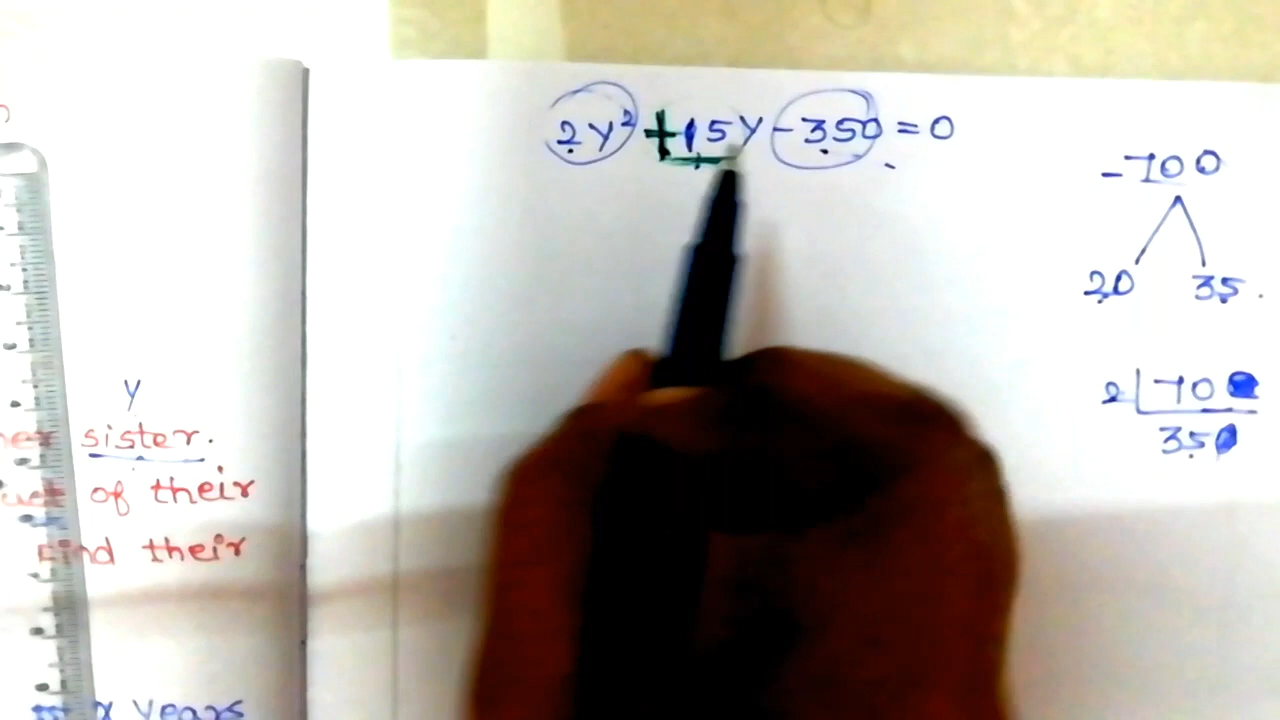 2y² +15y -350 = 0
-700
20 35.
2 700
350
y
sister.
of their
find their
x years